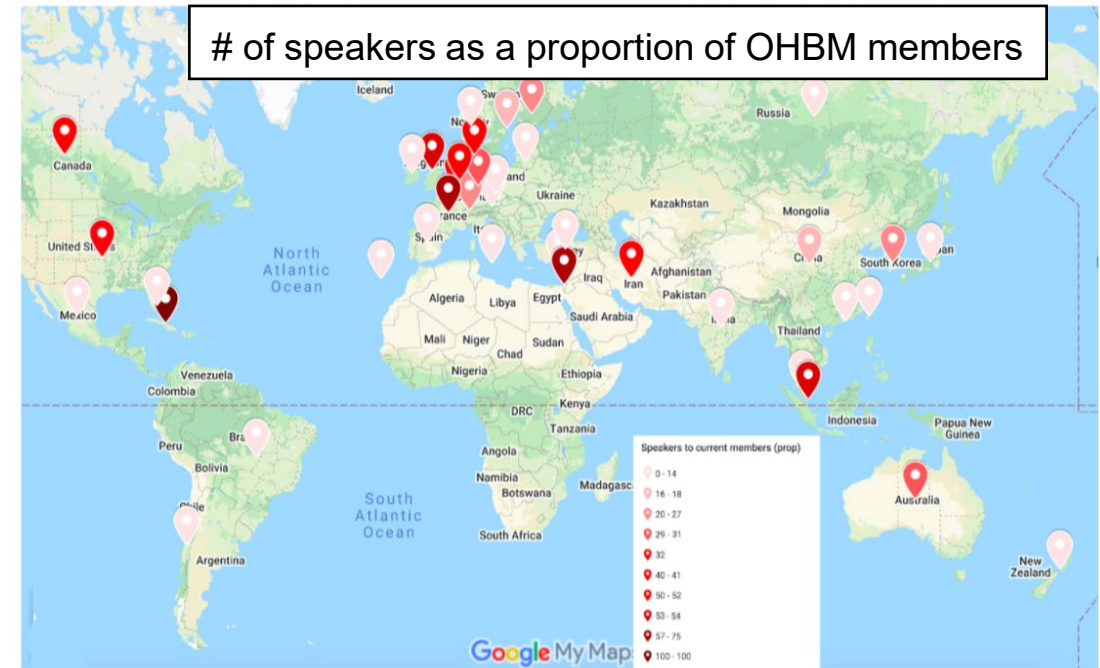 # of speakers as a proportion of OHBM members
Iceland
Russia
Canada
Ukraine
Kazakhstan
Mongolia
United
North
Atlantic
Ocean
Iraq
Iran
Afghanistan
South Korea
Pakistan
Algeria
Libya
Egypt
Saudi Arabia
Mexico
Mali
Niger
Chad
Sudan
Thailand
Nigeria
Ethiopia
Venezuela
Colombia
DRC
Kenya
Tanzania
Indonesia
Papua New
Guinea
Peru
Bolivia
Angola
Namibia
Botswana
Madagasc
South
Atlantic
Ocean
South Africa
Argentina
Australia
New
Zealand
Speakers to current members (prop)
0 - 14
16 - 18
20 - 27
29 - 31
32
40 - 41
50 - 52
53 - 54
57 - 75
100 - 100
Google My Map